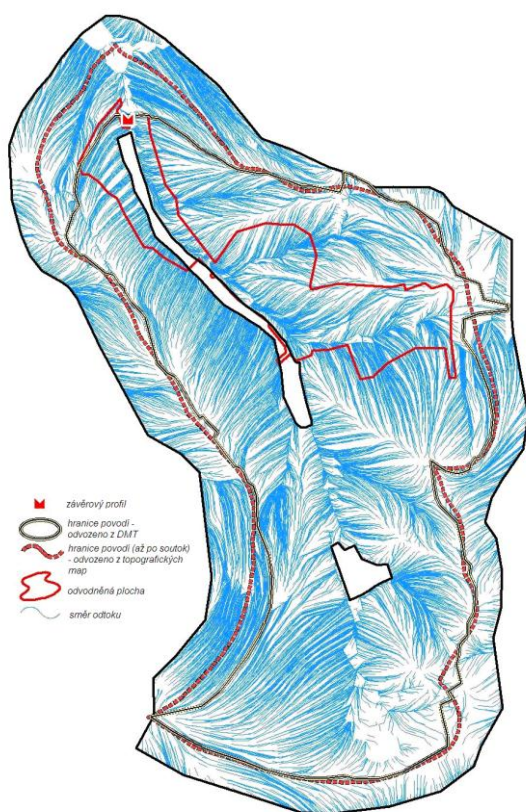 závěrový profil
hranice povodí -
odvozeno z DMT
hranice povodí (až po soutok)
- odvozeno z topografických
map
odvodněná plocha
směr odtoku